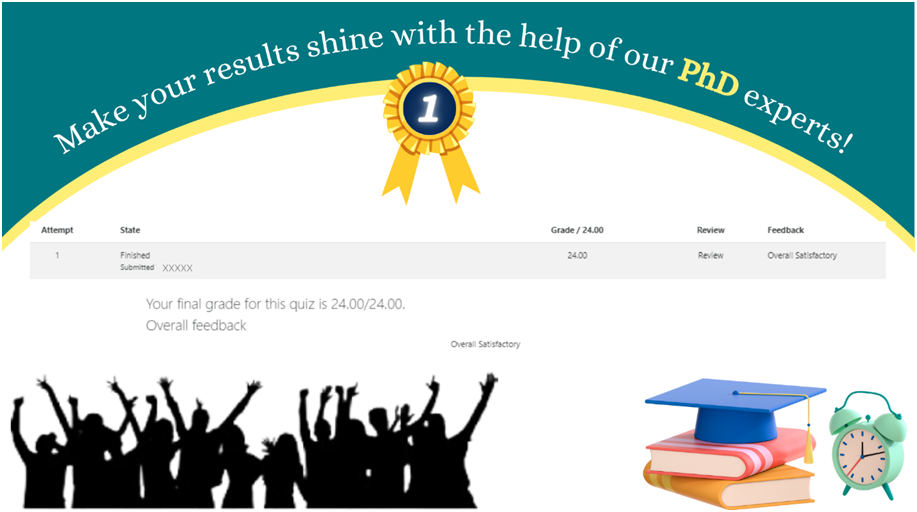 Make your results shine with the help of our PhD experts!
1
Attempt State Grade / 24.00 Review Feedback
1 Finished 24.00 Review Overall Satisfactory
Submitted XXXXX
Your final grade for this quiz is 24.00/24.00.
Overall feedback
Overall Satisfactory